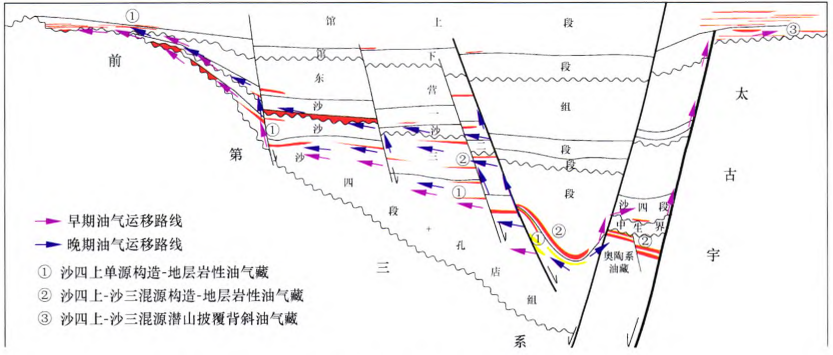 ①
馆 上 段
③
前
馆 下 段
东 营 组
太
沙 一 段
沙 二 段
①
②
第
沙 三 段
古
沙 四 段
①
②
沙 四 段
中 生 界
①
②
+ 孔 店 组
奥陶系
油藏
宇
三
系
早期油气运移路线
晚期油气运移路线
① 沙四上单源构造-地层岩性油气藏
② 沙四上-沙三混源构造-地层岩性油气藏
③ 沙四上-沙三混源潜山披覆背斜油气藏